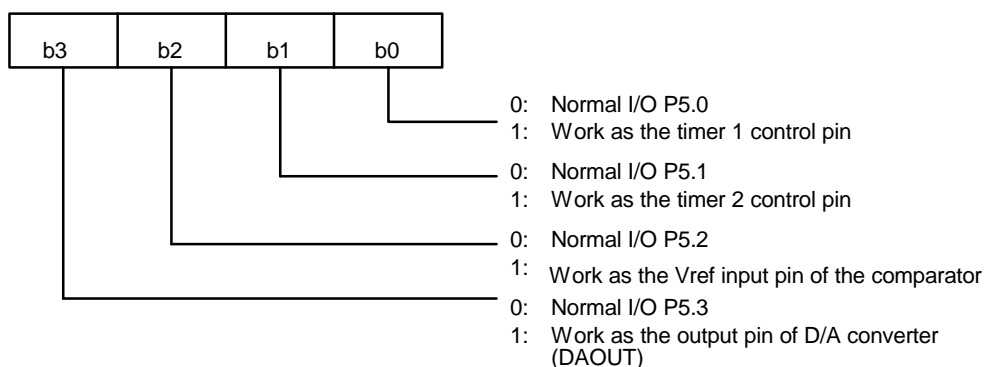 b3 b2 b1 b0
0: Normal I/O P5.0
1: Work as the timer 1 control pin
0: Normal I/O P5.1
1: Work as the timer 2 control pin
0: Normal I/O P5.2
1: Work as the Vref input pin of the comparator
0: Normal I/O P5.3
1: Work as the output pin of D/A converter
(DAOUT)